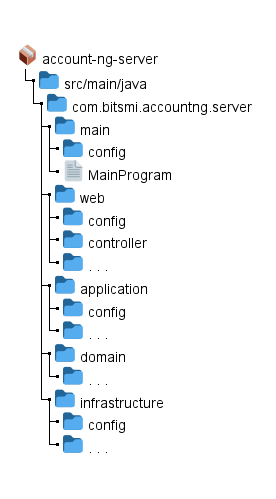 account-ng-server
src/main/java
com.bitsmi.accountng.server
main
config
MainProgram
web
config
controller
. . .
application
config
. . .
domain
. . .
infrastructure
config
. . .